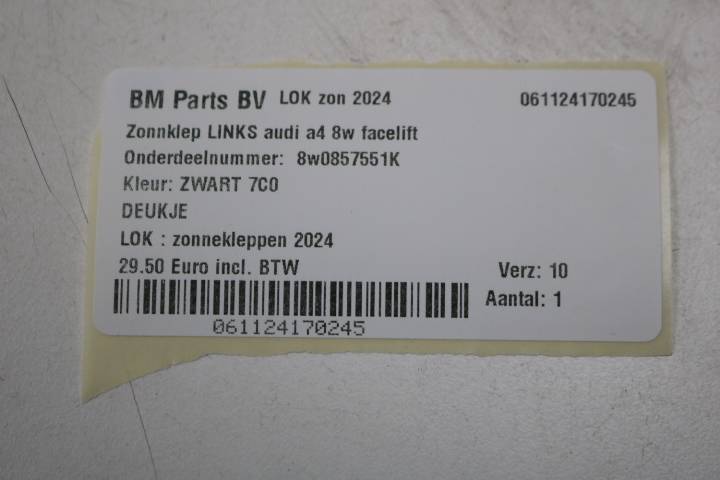 BM Parts BV LOK zon 2024 061124170245
Zonnklep LINKS audi a4 8w facelift
Onderdeelnummer: 8w0857551K
Kleur: ZWART 7C0
DEUKJE
LOK : zonnekleppen 2024
29.50 Euro incl. BTW Verz: 10
Aantal: 1
061124170245